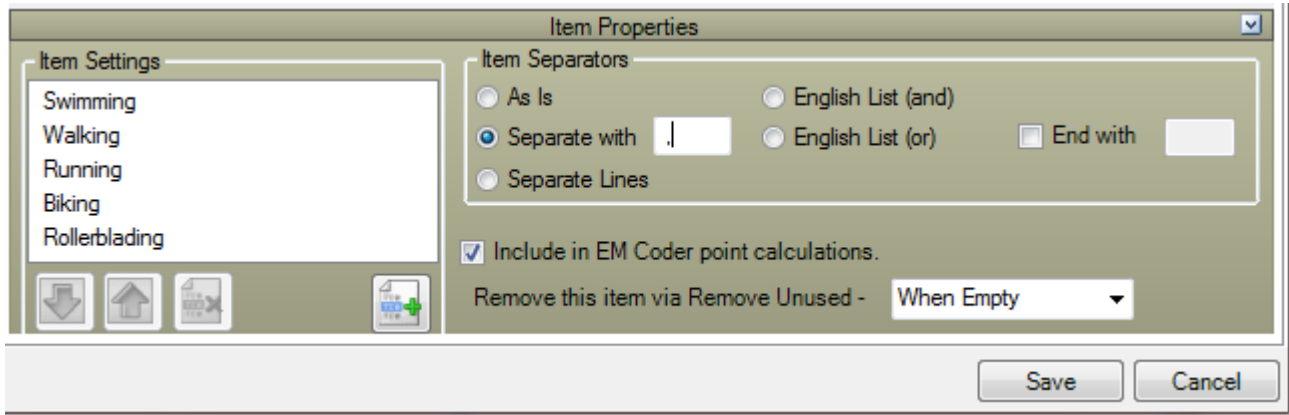 Item Properties
Item Settings
Swimming
Walking
Running
Biking
Rollerblading
Item Separators
As Is
English List (and)
Separate with .
English List (or)
End with
Separate Lines
Include in EM Coder point calculations.
Remove this item via Remove Unused - When Empty
Save Cancel